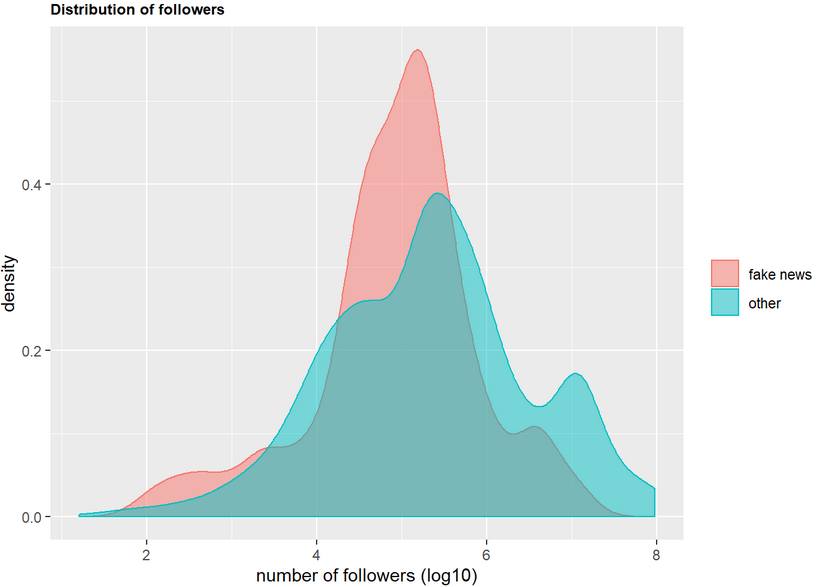 Distribution of followers
density
0.4
0.2
0.0
2
4
6
8
number of followers (log10)
fake news
other